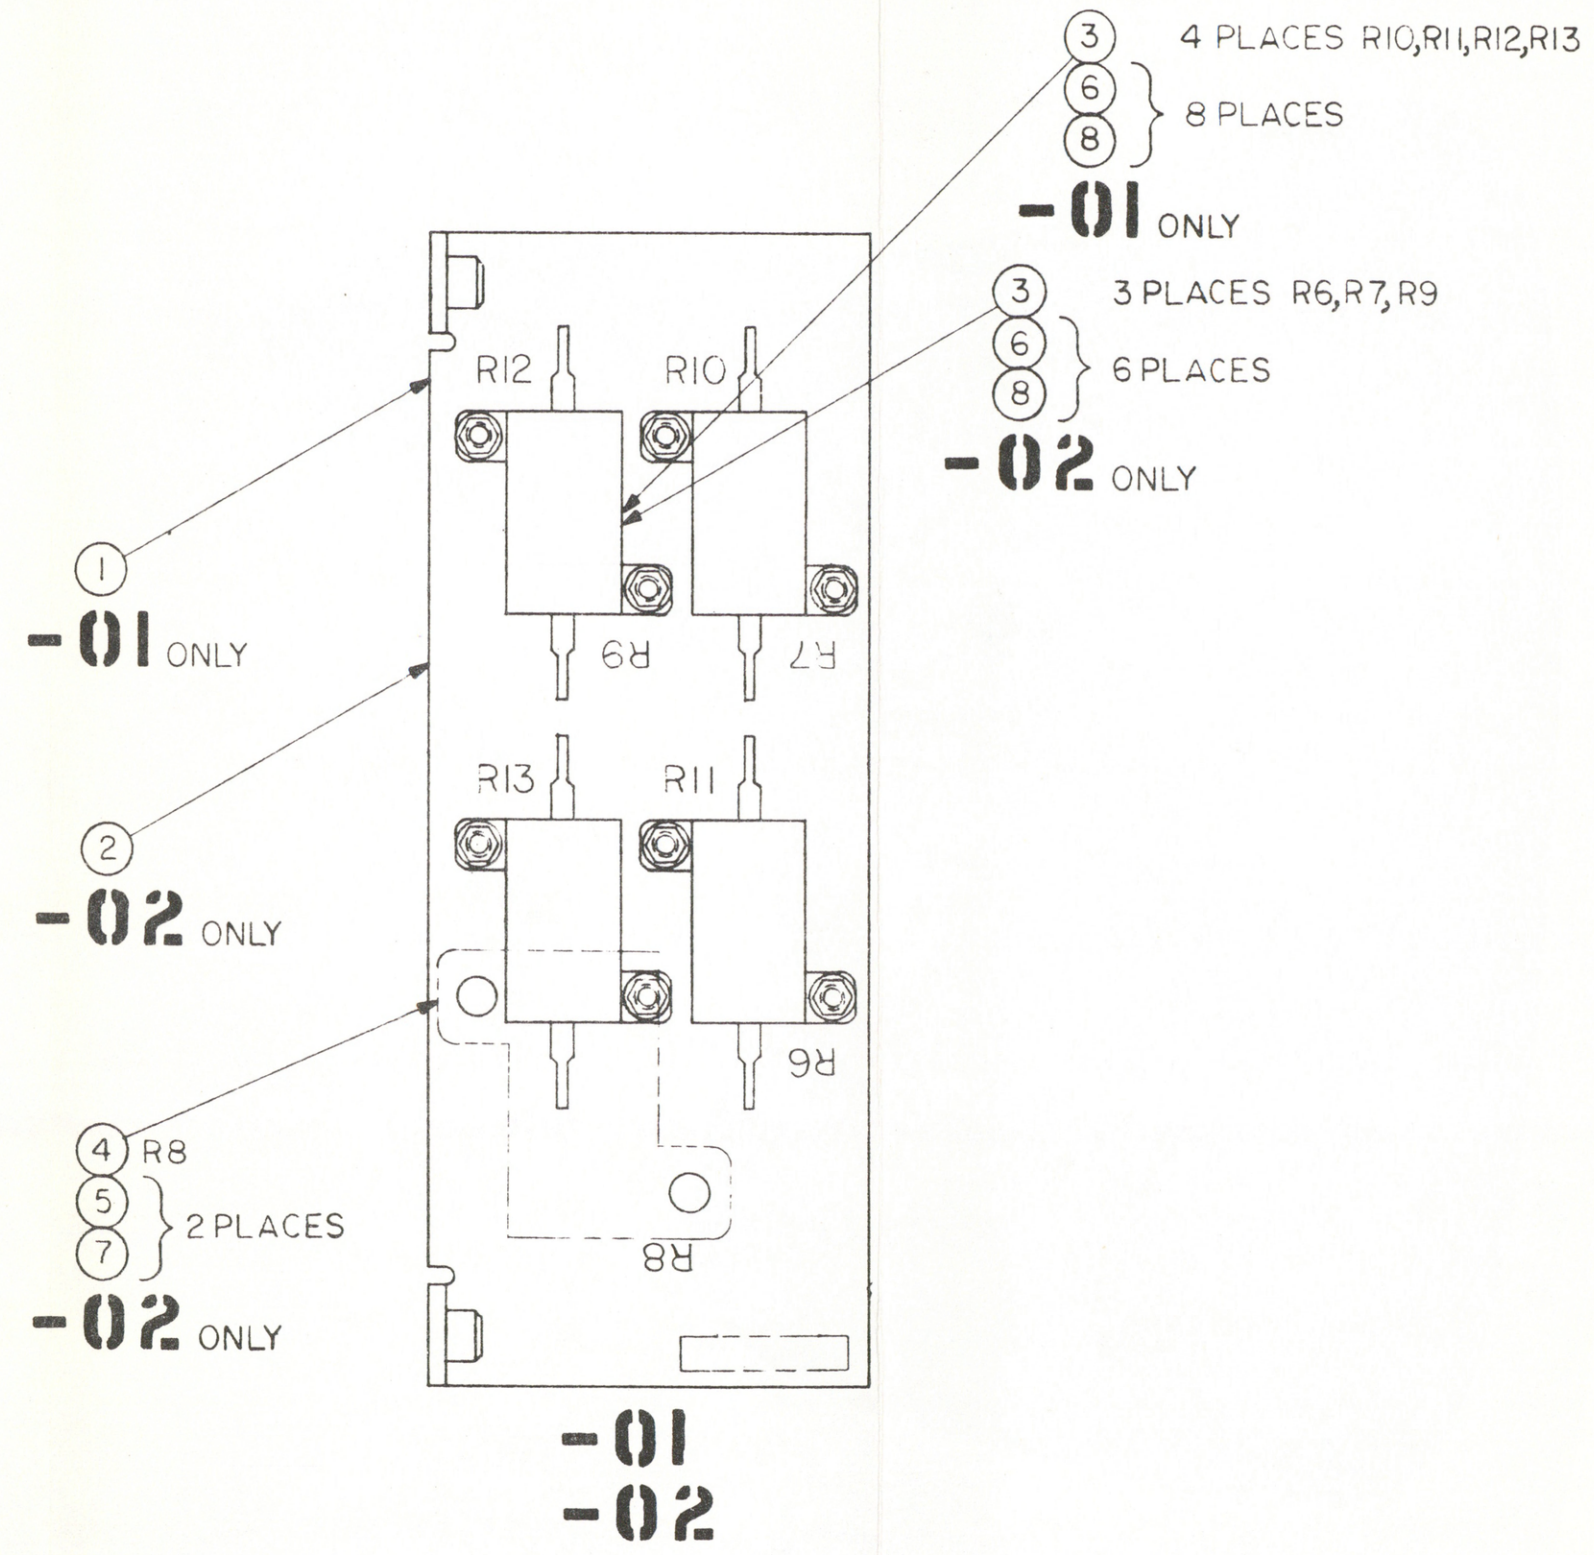 3 4 PLACES R10,R11,R12,R13
6
8 PLACES
8
-01 ONLY
3 3 PLACES R6,R7,R9
6
6 PLACES
8
-02 ONLY
R12 R10
1
-01 ONLY
R9 R7
R13 R11
2
-02 ONLY
R6
4 R8
5
2 PLACES
7
R8
-02 ONLY
-01
-02